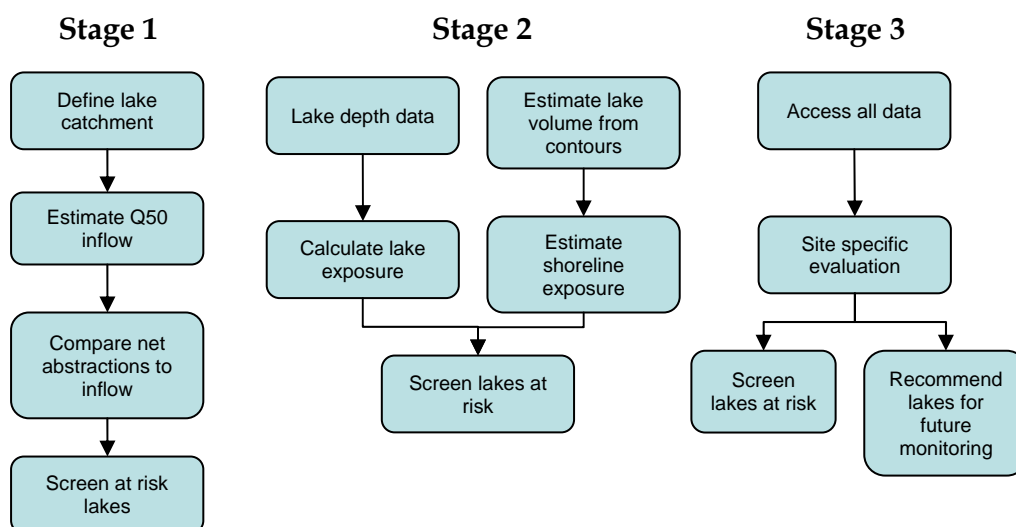 Stage 1
Define lake
catchment
Estimate Q50
inflow
Compare net
abstractions to
inflow
Screen at risk
lakes
Stage 2
Lake depth data
Estimate lake
volume from
contours
Calculate lake
exposure
Estimate
shoreline
exposure
Screen lakes at
risk
Stage 3
Access all data
Site specific
evaluation
Screen
lakes at risk
Recommend
lakes for
future
monitoring